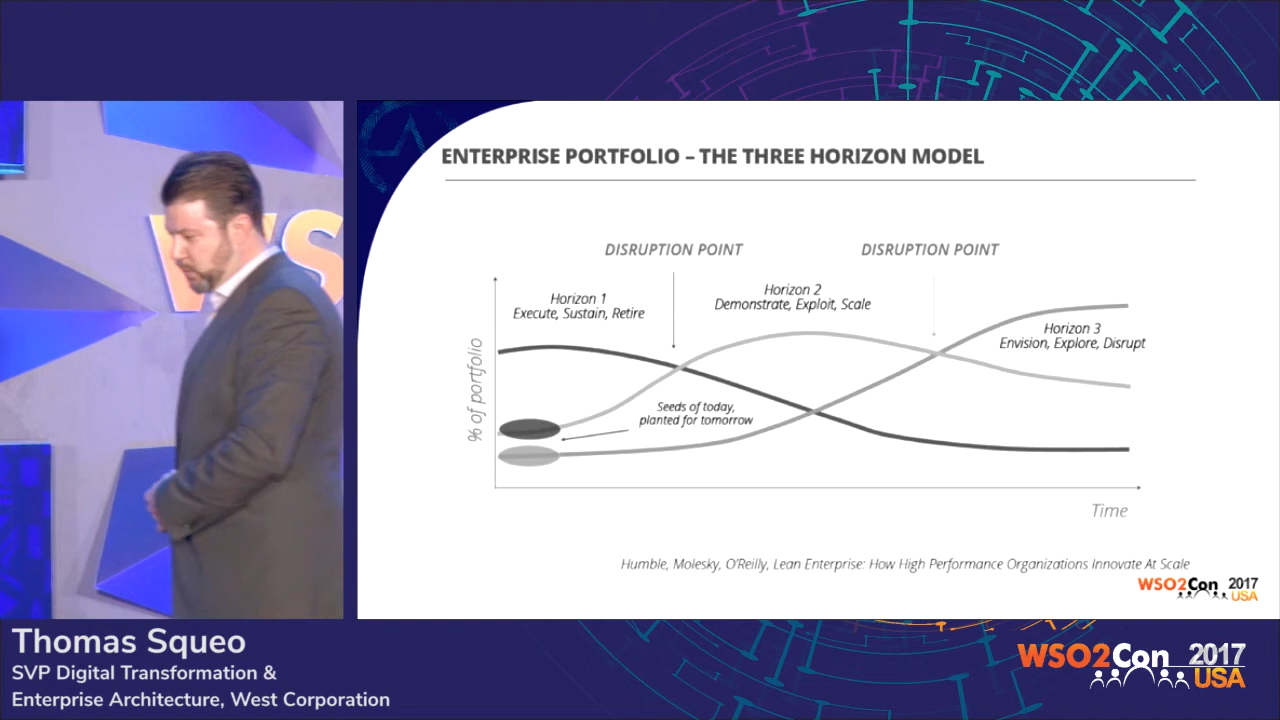 ENTERPRISE PORTFOLIO – THE THREE HORIZON MODEL
DISRUPTION POINT
DISRUPTION POINT
Horizon 1
Execute, Sustain, Retire
Horizon 2
Demonstrate, Exploit, Scale
Horizon 3
Envision, Explore, Disrupt
% of portfolio
Seeds of today,
planted for tomorrow
Time
Humble, Molesky, O'Reilly, Lean Enterprise: How High Performance Organizations Innovate At Scale
WSO2Con 2017
USA
WS
Thomas Squeo
SVP Digital Transformation &
Enterprise Architecture, West Corporation
WSO2Con 2017
USA